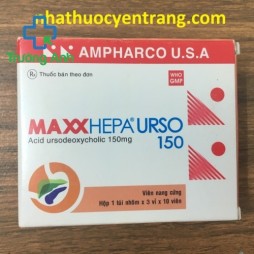 nhathuocyentrang.com
AMPHARCO U.S.A
Rx Thuốc bán theo đơn
WHO
GMP
MAXXHEPA® URSO
150
Acid ursodeoxycholic 150mg
Viên nang cứng
Hộp 1 túi nhôm x 3 vỉ x 10 viên